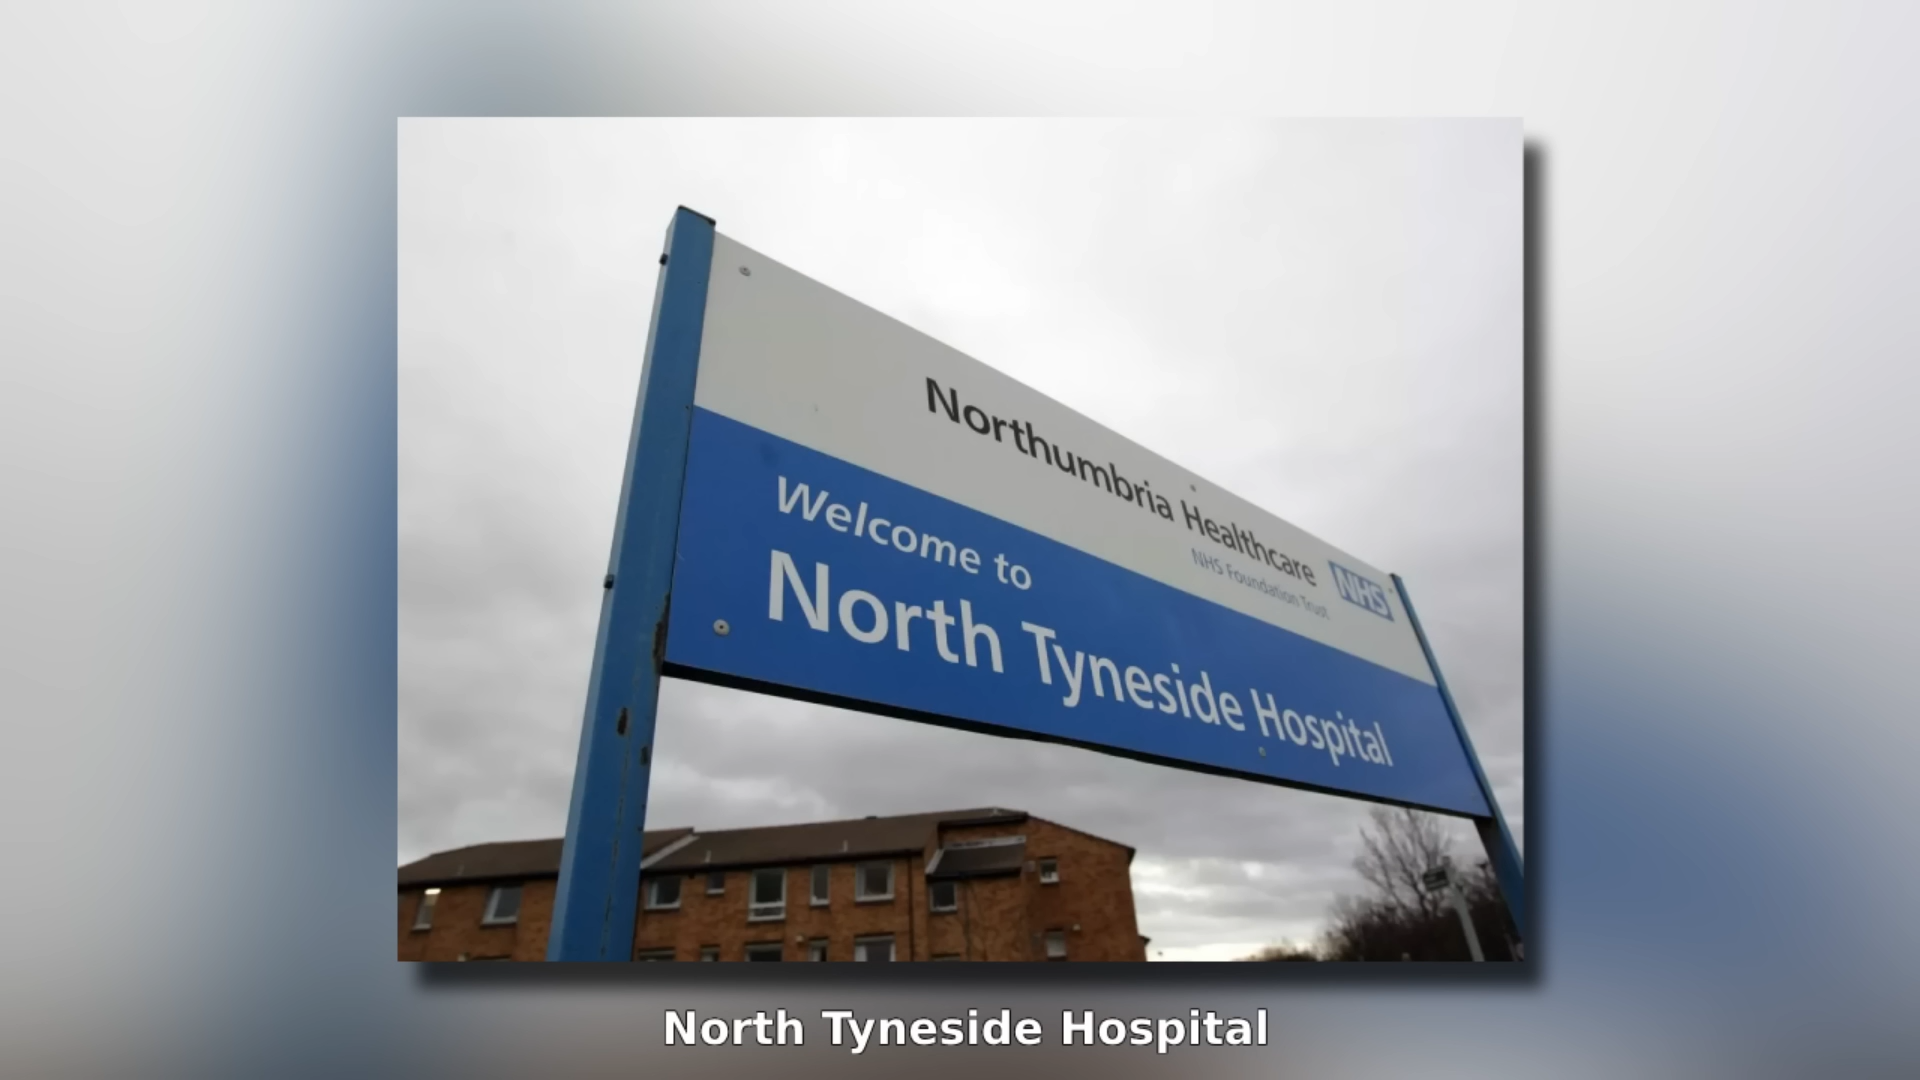 Northumbria Healthcare
NHS
NHS Foundation Trust
Welcome to
North Tyneside Hospital
North Tyneside Hospital